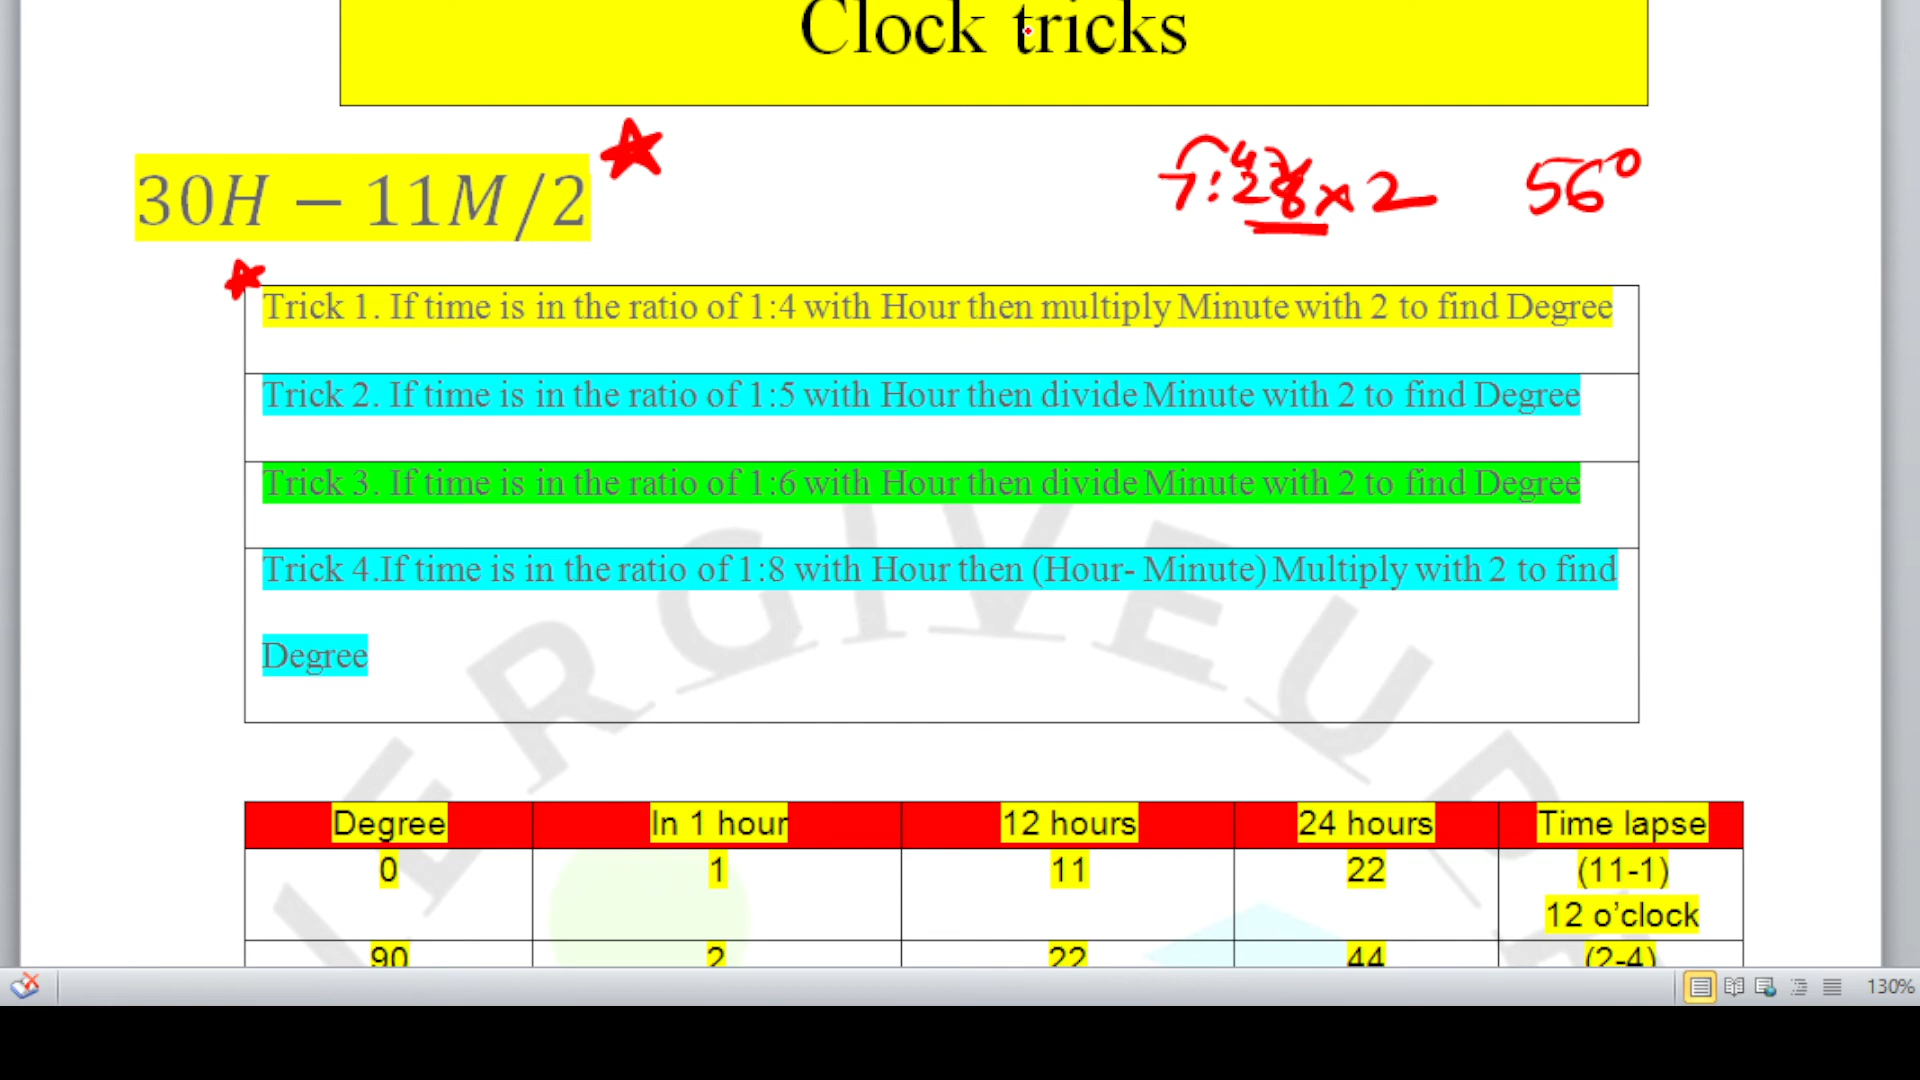 Clock tricks
30H − 11M/2
7:28×2 56°
4
Trick 1. If time is in the ratio of 1:4 with Hour then multiply Minute with 2 to find Degree
Trick 2. If time is in the ratio of 1:5 with Hour then divide Minute with 2 to find Degree
Trick 3. If time is in the ratio of 1:6 with Hour then divide Minute with 2 to find Degree
Trick 4.If time is in the ratio of 1:8 with Hour then (Hour- Minute) Multiply with 2 to find
Degree
Degree In 1 hour 12 hours 24 hours Time lapse
0 1 11 22 (11-1)
12 o’clock
90 2 22 44 (2-4)
130%